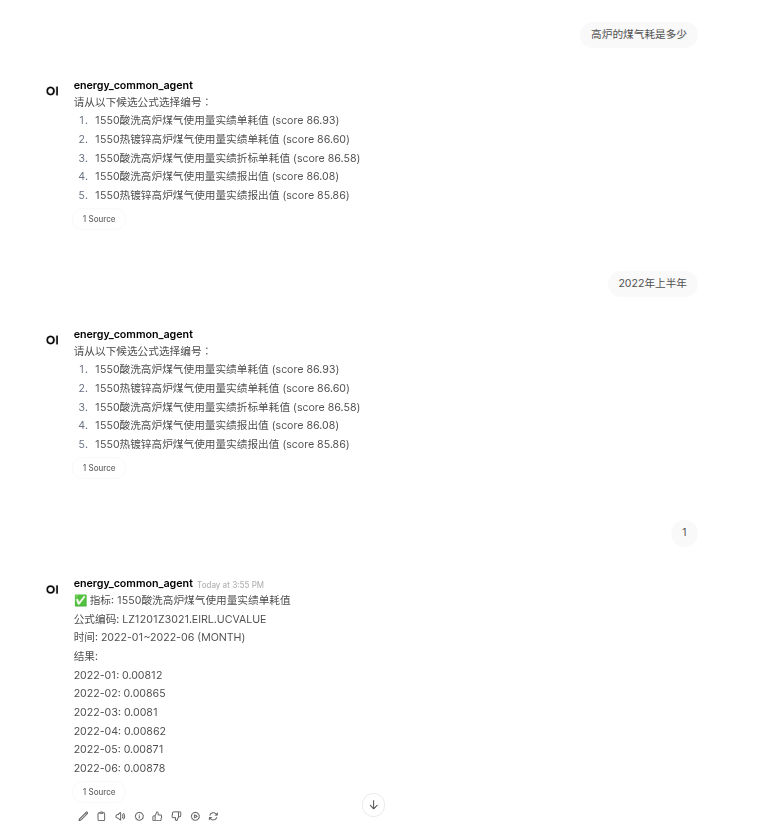 高炉的煤气耗是多少
OI energy_common_agent
请从以下候选公式选择编号：
1. 1550酸洗高炉煤气使用量实绩单耗值 (score 86.93)
2. 1550热镀锌高炉煤气使用量实绩单耗值 (score 86.60)
3. 1550酸洗高炉煤气使用量实绩折标单耗值 (score 86.58)
4. 1550酸洗高炉煤气使用量实绩报出值 (score 86.08)
5. 1550热镀锌高炉煤气使用量实绩报出值 (score 85.86)
1 Source
2022年上半年
OI energy_common_agent
请从以下候选公式选择编号：
1. 1550酸洗高炉煤气使用量实绩单耗值 (score 86.93)
2. 1550热镀锌高炉煤气使用量实绩单耗值 (score 86.60)
3. 1550酸洗高炉煤气使用量实绩折标单耗值 (score 86.58)
4. 1550酸洗高炉煤气使用量实绩报出值 (score 86.08)
5. 1550热镀锌高炉煤气使用量实绩报出值 (score 85.86)
1 Source
1
OI energy_common_agent Today at 3:55 PM
✅ 指标: 1550酸洗高炉煤气使用量实绩单耗值
公式编码: LZ1201Z3021.EIRL.UCVALUE
时间: 2022-01~2022-06 (MONTH)
结果:
2022-01: 0.00812
2022-02: 0.00865
2022-03: 0.0081
2022-04: 0.00862
2022-05: 0.00871
2022-06: 0.00878
1 Source